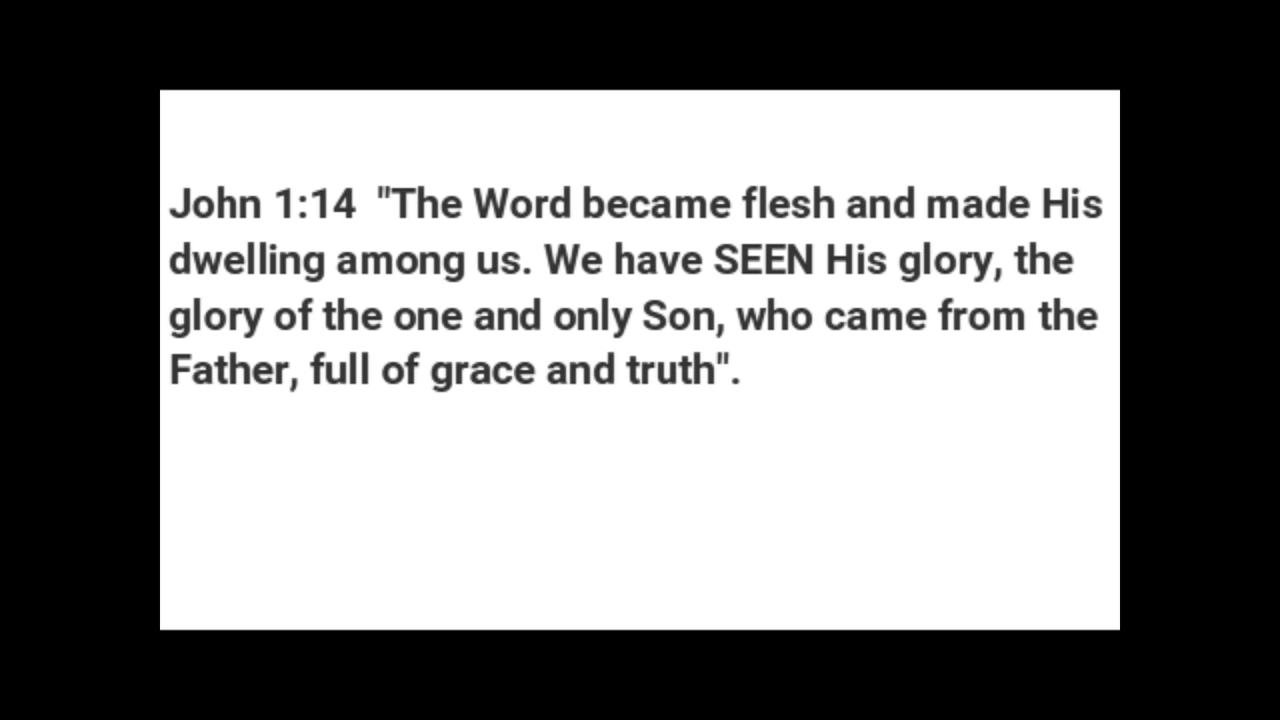 John 1:14  "The Word became flesh and made His
dwelling among us. We have SEEN His glory, the
glory of the one and only Son, who came from the
Father, full of grace and truth".